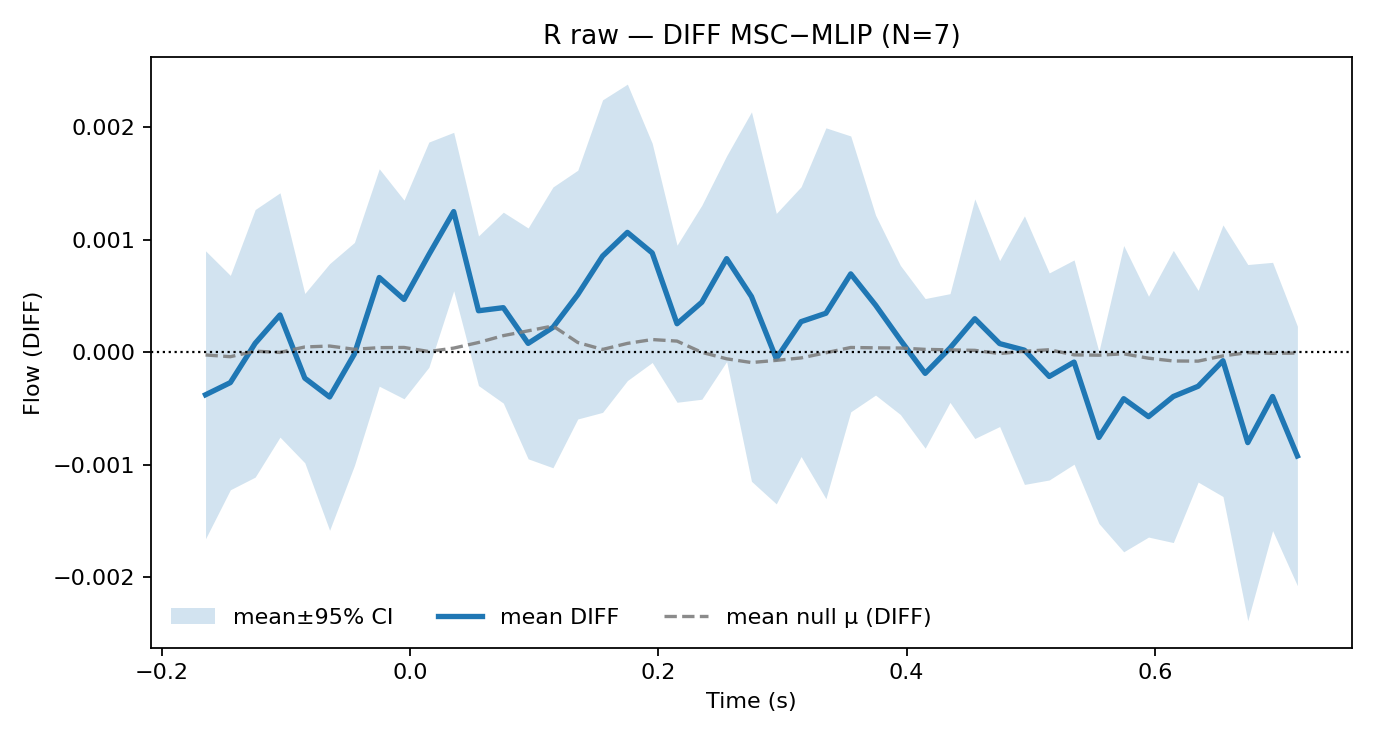 R raw — DIFF MSC−MLIP (N=7)
Flow (DIFF)
0.002
0.001
0.000
−0.001
−0.002
mean±95% CI
mean DIFF
mean null μ (DIFF)
−0.2
0.0
0.2
0.4
0.6
Time (s)